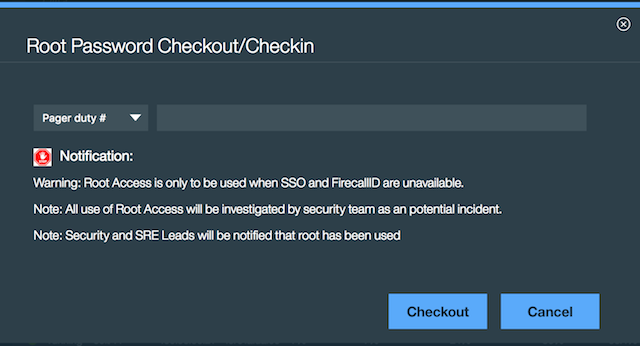 Root Password Checkout/Checkin
Pager duty #
Notification:
Warning: Root Access is only to be used when SSO and FirecallID are unavailable.
Note: All use of Root Access will be investigated by security team as an potential incident.
Note: Security and SRE Leads will be notified that root has been used
Checkout Cancel